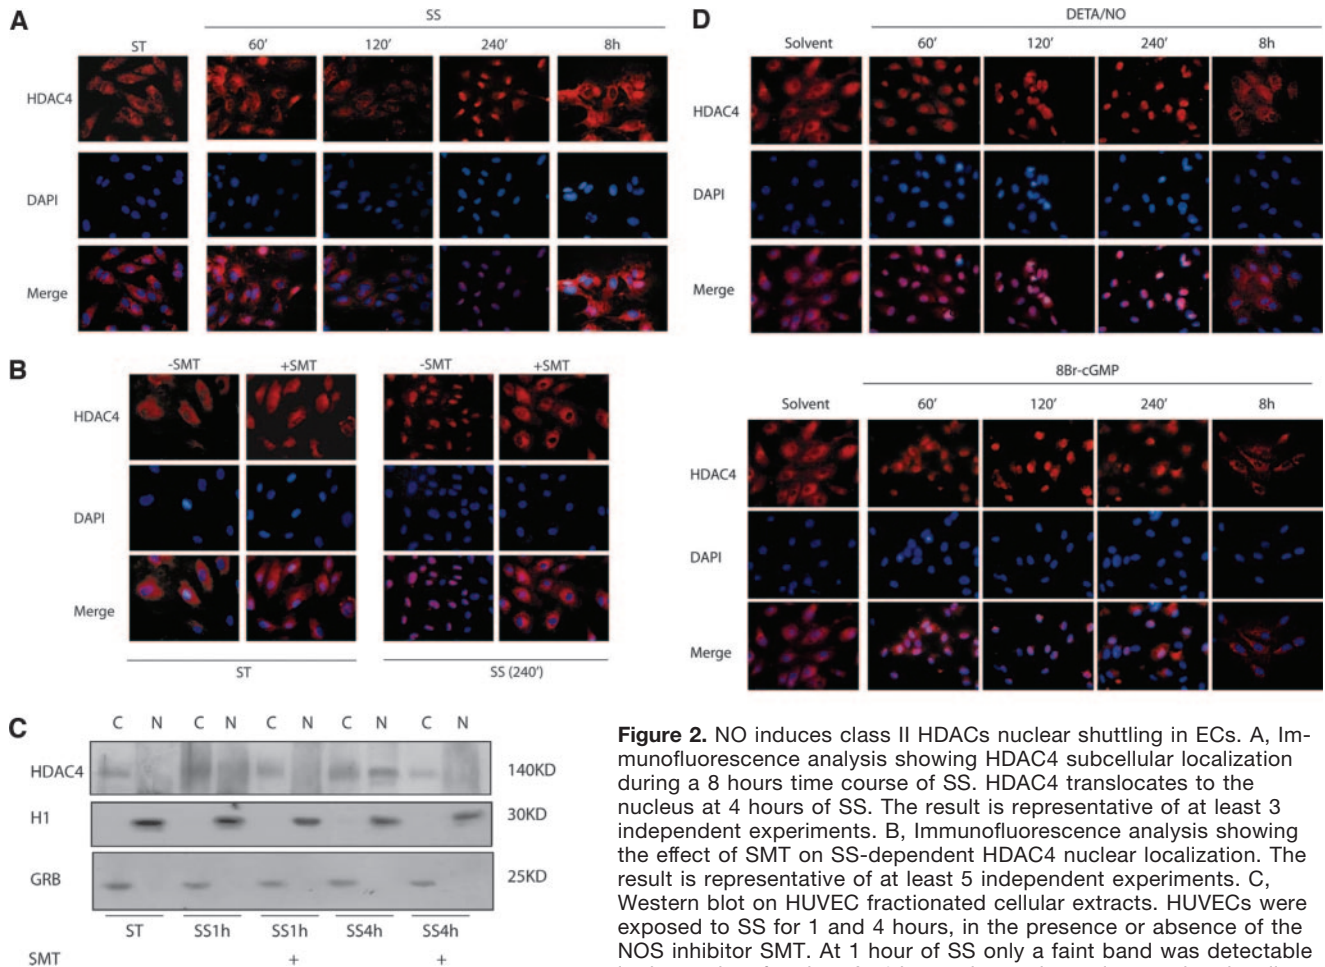 A
SS
ST 60' 120' 240' 8h
HDAC4
DAPI
Merge
B
-SMT +SMT -SMT +SMT
HDAC4
DAPI
Merge
ST SS (240')
C
C N C N C N C N C N
HDAC4 140KD
H1 30KD
GRB 25KD
ST SS1h SS1h SS4h SS4h
SMT + +
D
DETA/NO
Solvent 60' 120' 240' 8h
HDAC4
DAPI
Merge
8Br-cGMP
Solvent 60' 120' 240' 8h
HDAC4
DAPI
Merge
Figure 2. NO induces class II HDACs nuclear shuttling in ECs. A, Im-
munofluorescence analysis showing HDAC4 subcellular localization
during a 8 hours time course of SS. HDAC4 translocates to the
nucleus at 4 hours of SS. The result is representative of at least 3
independent experiments. B, Immunofluorescence analysis showing
the effect of SMT on SS-dependent HDAC4 nuclear localization. The
result is representative of at least 5 independent experiments. C,
Western blot on HUVEC fractionated cellular extracts. HUVECs were
exposed to SS for 1 and 4 hours, in the presence or absence of the
NOS inhibitor SMT. At 1 hour of SS only a faint band was detectable